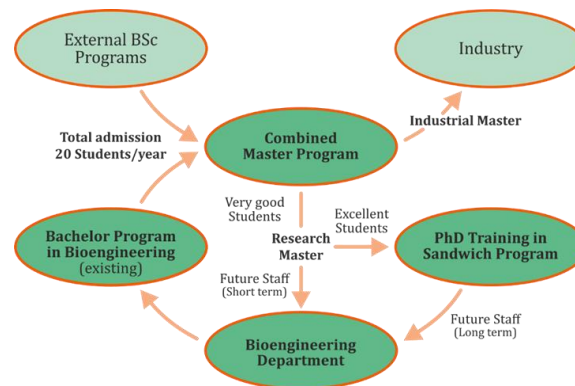 External BSc
Programs
Industry
Total admission
20 Students/year
Combined
Master Program
Industrial Master
Very good
Students
Excellent
Students
Research
Master
Bachelor Program
in Bioengineering
(existing)
PhD Training in
Sandwich Program
Future Staff
(Short term)
Future Staff
(Long term)
Bioengineering
Department